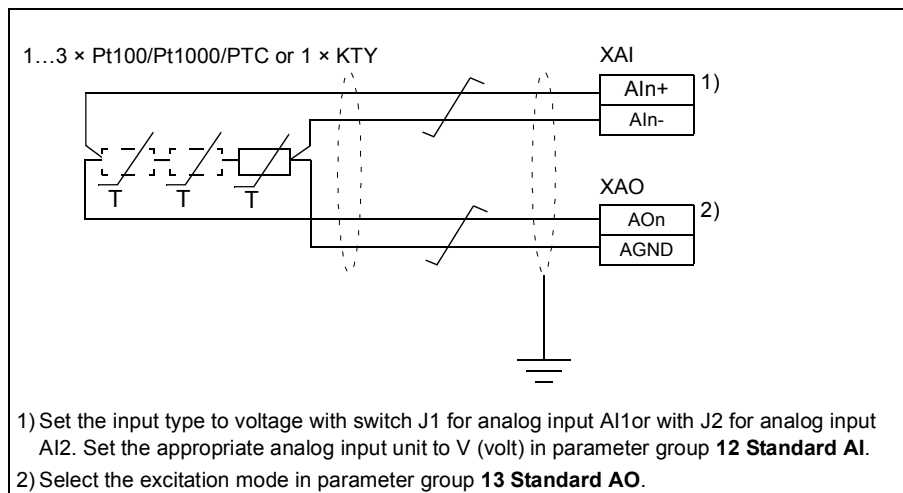 1…3 × Pt100/Pt1000/PTC or 1 × KTY
XAI
AIn+
1)
AIn-
T
T
T
XAO
AOn
2)
AGND
1) Set the input type to voltage with switch J1 for analog input AI1or with J2 for analog input
AI2. Set the appropriate analog input unit to V (volt) in parameter group 12 Standard AI.
2) Select the excitation mode in parameter group 13 Standard AO.